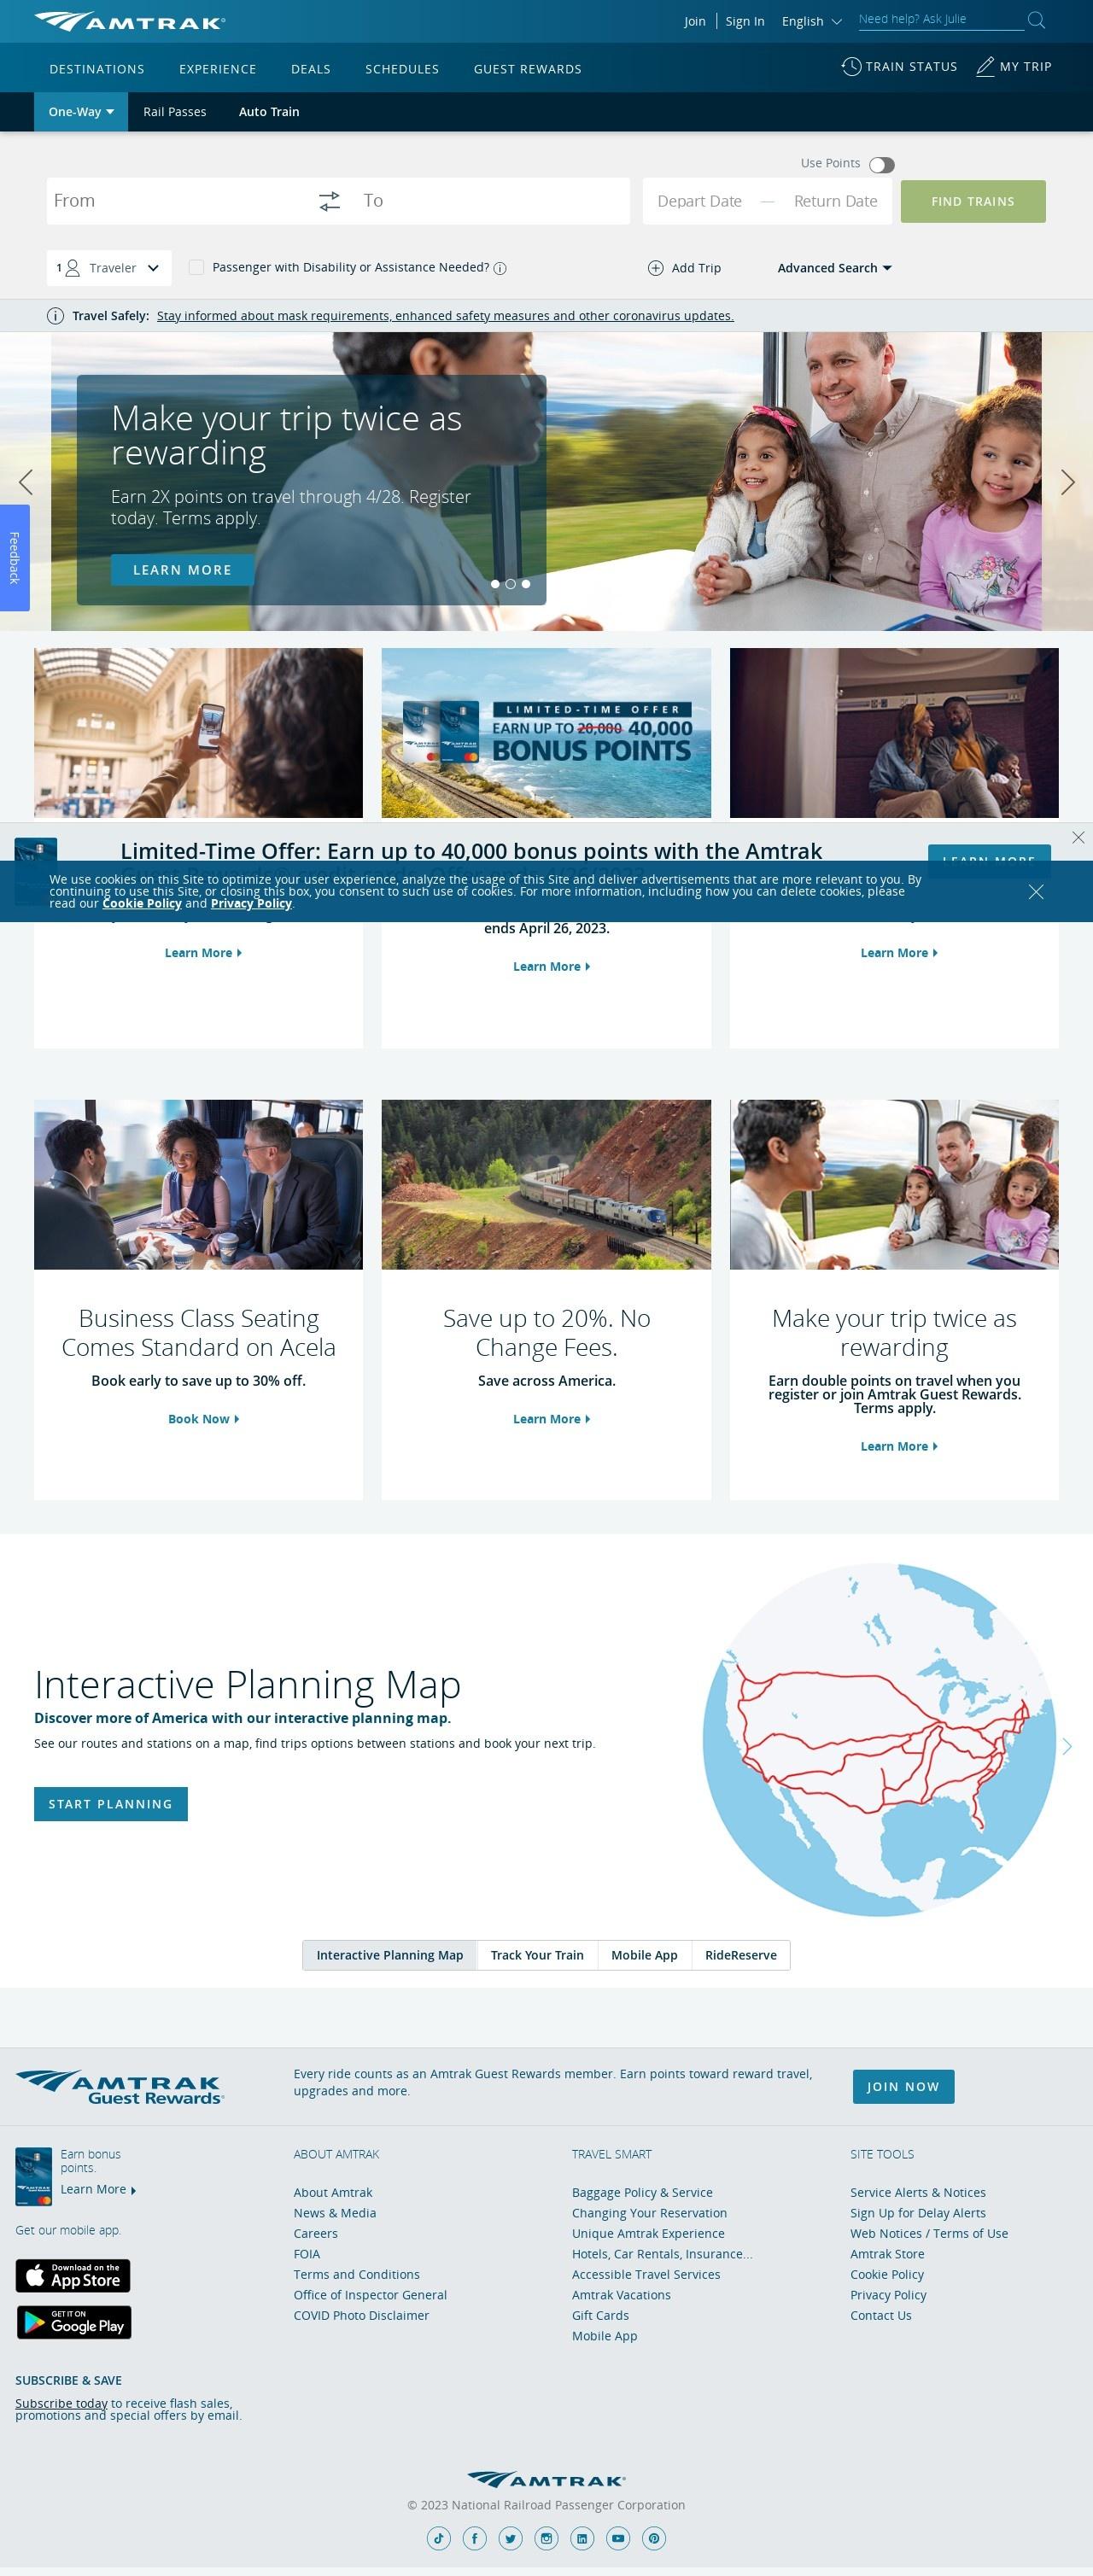 AMTRAK
Join
Sign In
English
Need help? Ask Julie
DESTINATIONS
EXPERIENCE
DEALS
SCHEDULES
GUEST REWARDS
TRAIN STATUS
MY TRIP
One-Way
Rail Passes
Auto Train
Use Points
From
To
Depart Date — Return Date
FIND TRAINS
1 Traveler
Passenger with Disability or Assistance Needed?
Add Trip
Advanced Search
Travel Safely: Stay informed about mask requirements, enhanced safety measures and other coronavirus updates.
Make your trip twice as
rewarding
Earn 2X points on travel through 4/28. Register
today. Terms apply.
LEARN MORE
Feedback
LIMITED-TIME OFFER
EARN UP TO 20,000 40,000
BONUS POINTS
Limited-Time Offer: Earn up to 40,000 bonus points with the Amtrak
LEARN MORE
We use cookies on this Site to optimize your user experience, analyze the usage of this Site and deliver advertisements that are more relevant to you. By
continuing to use this Site, or closing this box, you consent to such use of cookies. For more information, including how you can delete cookies, please
read our Cookie Policy and Privacy Policy.
ends April 26, 2023.
Learn More
Learn More
Learn More
Business Class Seating
Comes Standard on Acela
Book early to save up to 30% off.
Book Now
Save up to 20%. No
Change Fees.
Save across America.
Learn More
Make your trip twice as
rewarding
Earn double points on travel when you
register or join Amtrak Guest Rewards.
Terms apply.
Learn More
Interactive Planning Map
Discover more of America with our interactive planning map.
See our routes and stations on a map, find trips options between stations and book your next trip.
START PLANNING
Interactive Planning Map
Track Your Train
Mobile App
RideReserve
AMTRAK
Guest Rewards
Every ride counts as an Amtrak Guest Rewards member. Earn points toward reward travel,
upgrades and more.
JOIN NOW
Earn bonus
points.
Learn More
Get our mobile app.
Download on the
App Store
GET IT ON
Google Play
SUBSCRIBE & SAVE
Subscribe today to receive flash sales,
promotions and special offers by email.
ABOUT AMTRAK
About Amtrak
News & Media
Careers
FOIA
Terms and Conditions
Office of Inspector General
COVID Photo Disclaimer
TRAVEL SMART
Baggage Policy & Service
Changing Your Reservation
Unique Amtrak Experience
Hotels, Car Rentals, Insurance...
Accessible Travel Services
Amtrak Vacations
Gift Cards
Mobile App
SITE TOOLS
Service Alerts & Notices
Sign Up for Delay Alerts
Web Notices / Terms of Use
Amtrak Store
Cookie Policy
Privacy Policy
Contact Us
AMTRAK
© 2023 National Railroad Passenger Corporation